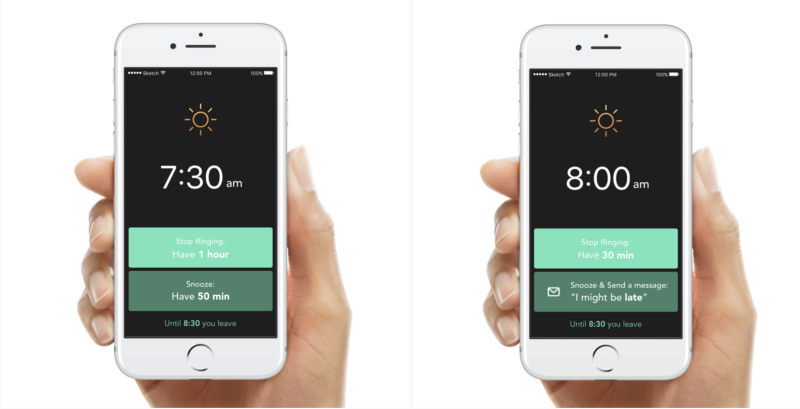 Sketch 12:00 PM 100%
7:30 am
Stop Ringing:
Have 1 hour
Snooze:
Have 50 min
Until 8:30 you leave
Sketch 12:00 PM 100%
8:00 am
Stop Ringing:
Have 30 min
Snooze & Send a message:
"I might be late"
Until 8:30 you leave